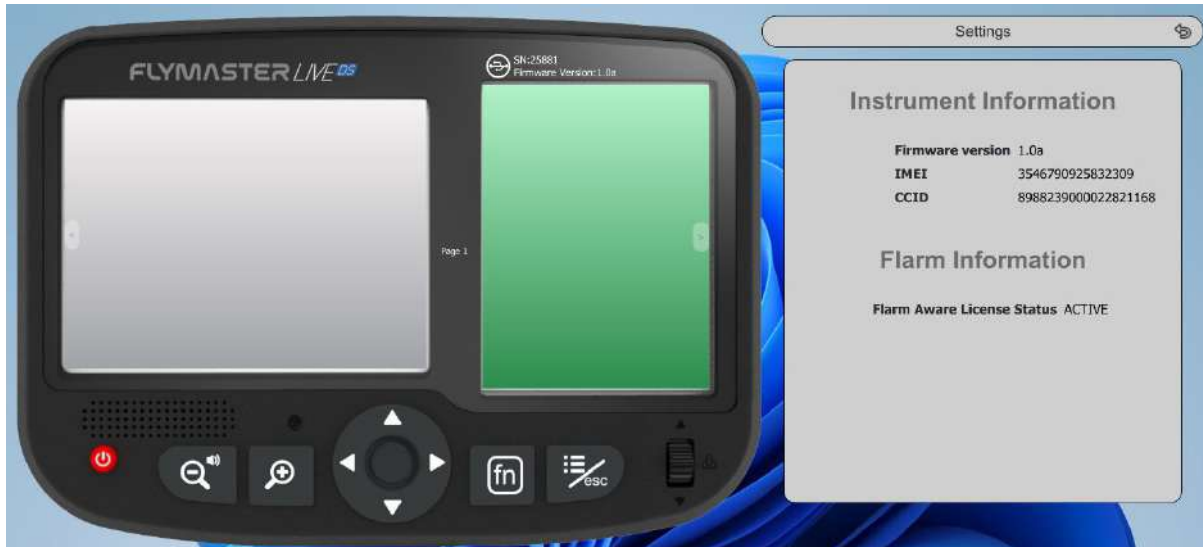 FLYMASTER LIVE DS
SN:25881
Firmware Version:1.0a
Page 1
fn
esc
Settings
Instrument Information
Firmware version 1.0a
IMEI 3546790925832309
CCID 8988239000022821168
Flarm Information
Flarm Aware License Status ACTIVE